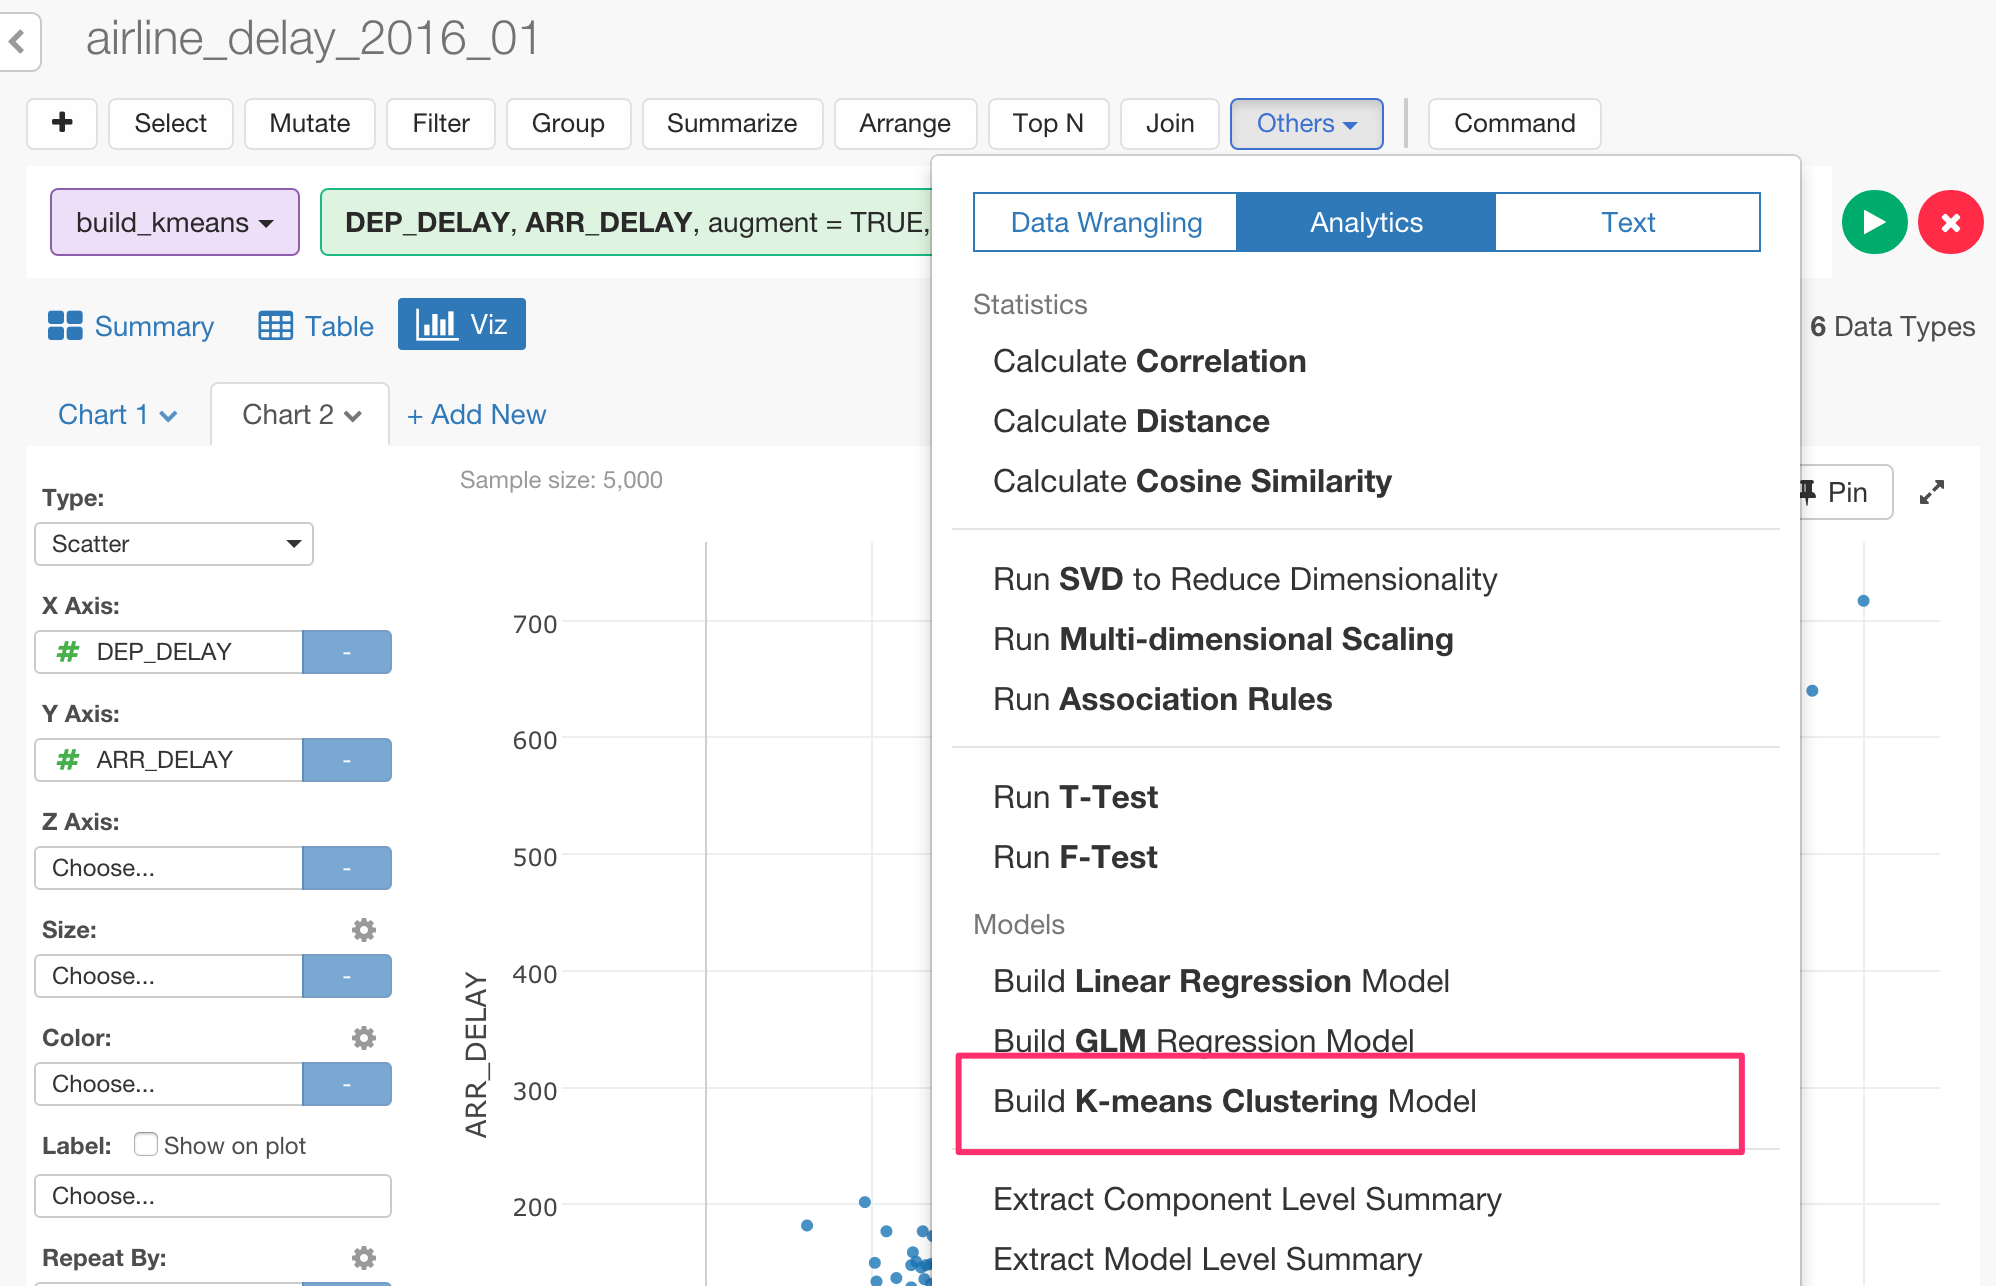 airline_delay_2016_01
+ Select Mutate Filter Group Summarize Arrange Top N Join Others Command
build_kmeans DEP_DELAY, ARR_DELAY, augment = TRUE,
Data Wrangling Analytics Text
Summary Table Viz
6 Data Types
Chart 1 Chart 2 + Add New
Sample size: 5,000
Pin
Type:
Scatter
X Axis:
# DEP_DELAY -
Y Axis:
# ARR_DELAY -
Z Axis:
Choose... -
Size:
Choose... -
Color:
Choose... -
Label: Show on plot
Choose...
Repeat By:
ARR_DELAY
700
600
500
400
300
200
Statistics
Calculate Correlation
Calculate Distance
Calculate Cosine Similarity
Run SVD to Reduce Dimensionality
Run Multi-dimensional Scaling
Run Association Rules
Run T-Test
Run F-Test
Models
Build Linear Regression Model
Build GLM Regression Model
Build K-means Clustering Model
Extract Component Level Summary
Extract Model Level Summary